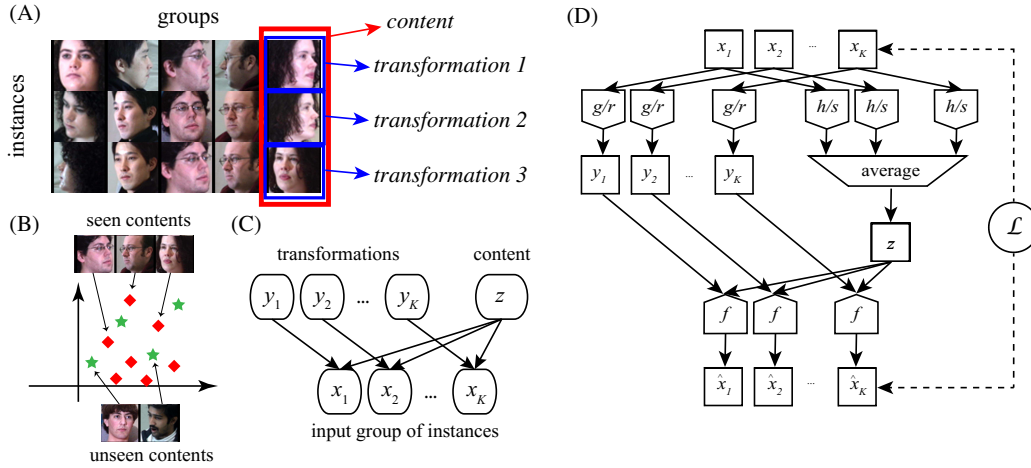 (A)
groups
instances
content
transformation 1
transformation 2
transformation 3
(B)
seen contents
unseen contents
(C)
transformations
content
y1 y2 ... yK z
x1 x2 ... xK
input group of instances
(D)
x1 x2 ... xK
g/r g/r g/r h/s h/s h/s
y1 y2 ... yK
average
ℒ
z
f f f
x̂1 x̂2 ... x̂K